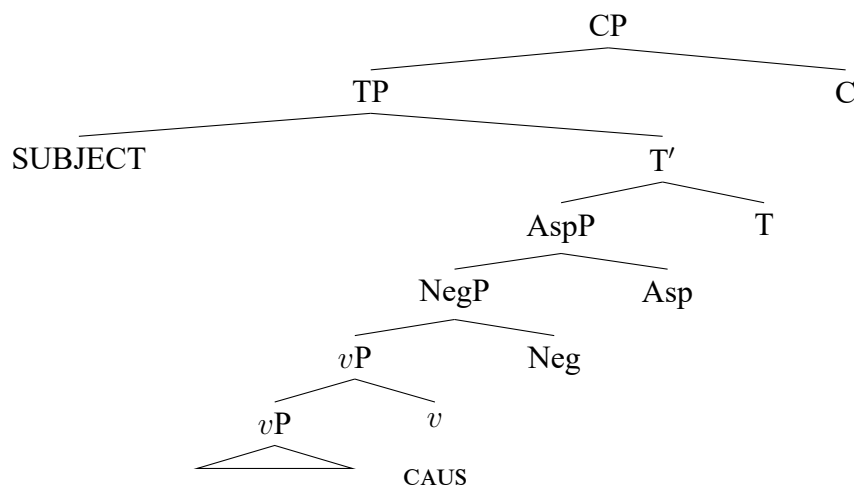 CP
TP C
SUBJECT T′
AspP T
NegP Asp
vP Neg
vP v
CAUS